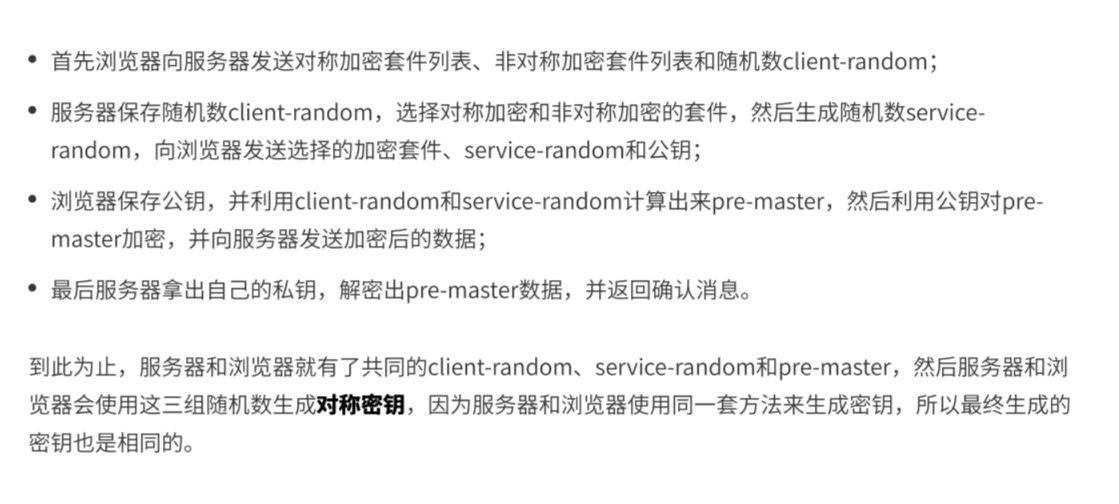 • 首先浏览器向服务器发送对称加密套件列表、非对称加密套件列表和随机数client-random；
• 服务器保存随机数client-random，选择对称加密和非对称加密的套件，然后生成随机数service-
random，向浏览器发送选择的加密套件、service-random和公钥；
• 浏览器保存公钥，并利用client-random和service-random计算出来pre-master，然后利用公钥对pre-
master加密，并向服务器发送加密后的数据；
• 最后服务器拿出自己的私钥，解密出pre-master数据，并返回确认消息。
到此为止，服务器和浏览器就有了共同的client-random、service-random和pre-master，然后服务器和浏
览器会使用这三组随机数生成对称密钥，因为服务器和浏览器使用同一套方法来生成密钥，所以最终生成的
密钥也是相同的。